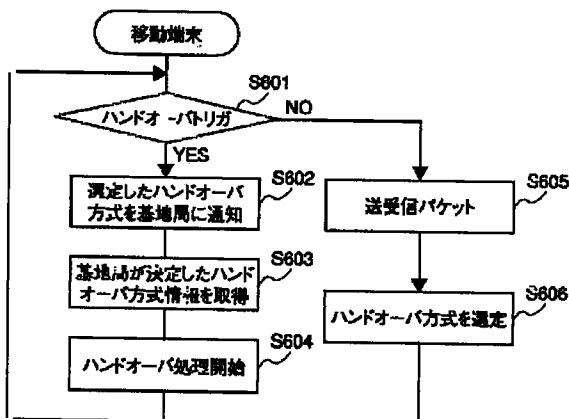 移動端末
S601
ハンドオーバトリガ
NO
YES
S602
選定したハンドオーバ
方式を基地局に通知
S603
基地局が決定したハンド
オーバ方式情報を取得
S604
ハンドオーバ処理開始
S605
送受信パケット
S606
ハンドオーバ方式を選定